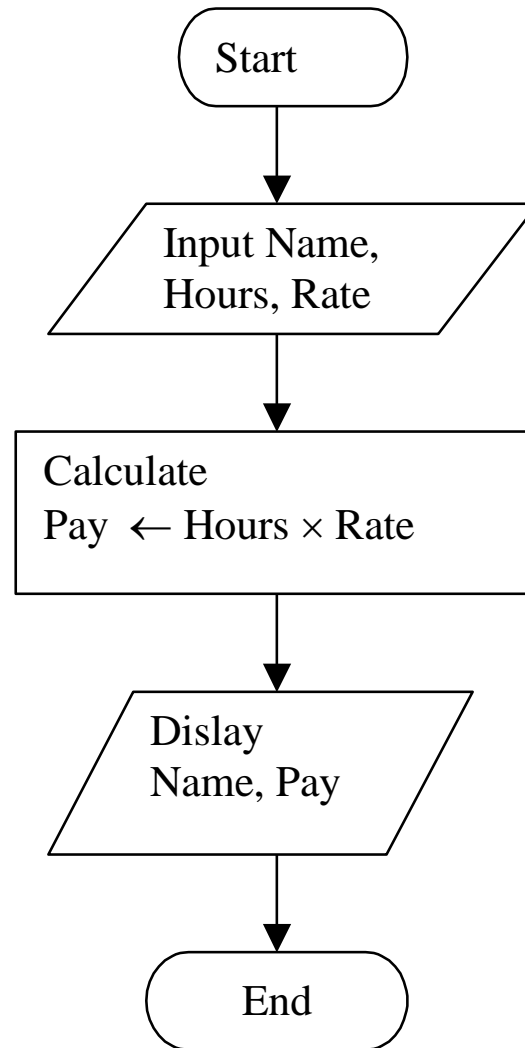 Start
Input Name,
Hours, Rate
Calculate
Pay ← Hours × Rate
Dislay
Name, Pay
End